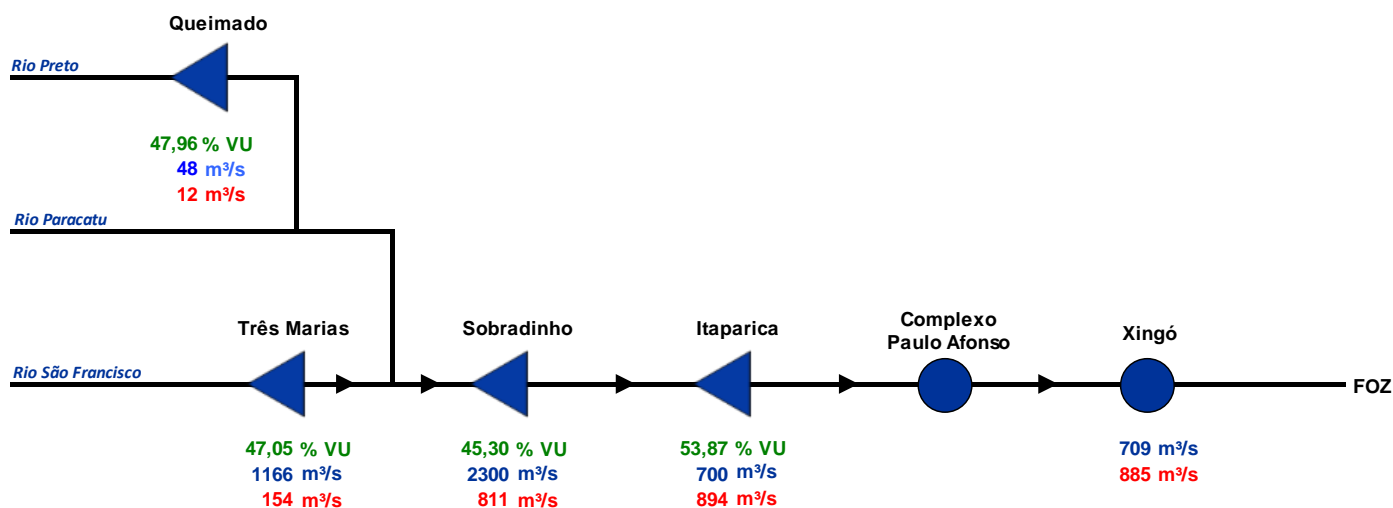 Queimado
Rio Preto
47,96 % VU
48 m³/s
12 m³/s
Rio Paracatu
Três Marias
Sobradinho
Itaparica
Complexo
Paulo Afonso
Xingó
Rio São Francisco
FOZ
47,05 % VU
1166 m³/s
154 m³/s
45,30 % VU
2300 m³/s
811 m³/s
53,87 % VU
700 m³/s
894 m³/s
709 m³/s
885 m³/s